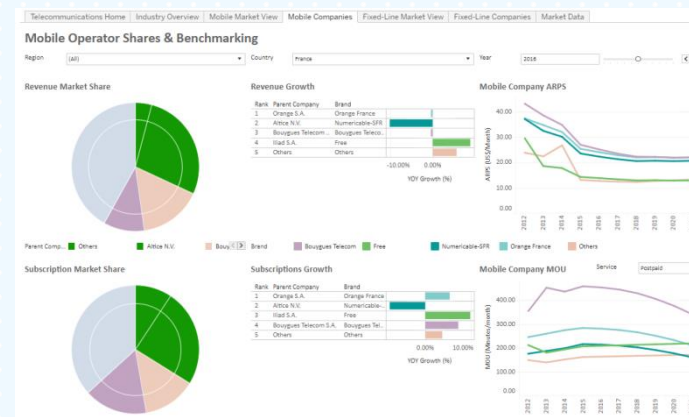 Telecommunications Home Industry Overview Mobile Market View Mobile Companies Fixed-Line Market View Fixed-Line Companies Market Data
Mobile Operator Shares & Benchmarking
Region (All) Country France Year 2016
Revenue Market Share
Revenue Growth
Rank Parent Company Brand
1 Orange S.A. Orange France
2 Altice N.V. Numericable-SFR
3 Bouygues Telecom... Bouygues Teleco..
4 Iliad S.A. Free
5 Others Others
-10.00% 0.00%
YOY Growth (%)
Mobile Company ARPS
ARPS (US$/Month)
40.00
30.00
20.00
10.00
0.00
2012 2013 2014 2015 2016 2017 2018 2019 2020
Parent Comp... Others Altice N.V. Bouy Brand Bouygues Telecom Free Numericable-SFR Orange France Others
Subscription Market Share
Subscriptions Growth
Rank Parent Company Brand
1 Orange S.A. Orange France
2 Altice N.V. Numericable-..
3 Iliad S.A. Free
4 Bouygues Telecom S.A. Bouygues Tel..
5 Others Others
0.00% 10.00%
YOY Growth (%)
Mobile Company MOU
Service Postpaid
MOU (Minutes/month)
400.00
300.00
200.00
100.00
0.00
2012 2013 2014 2015 2016 2017 2018 2019 2020